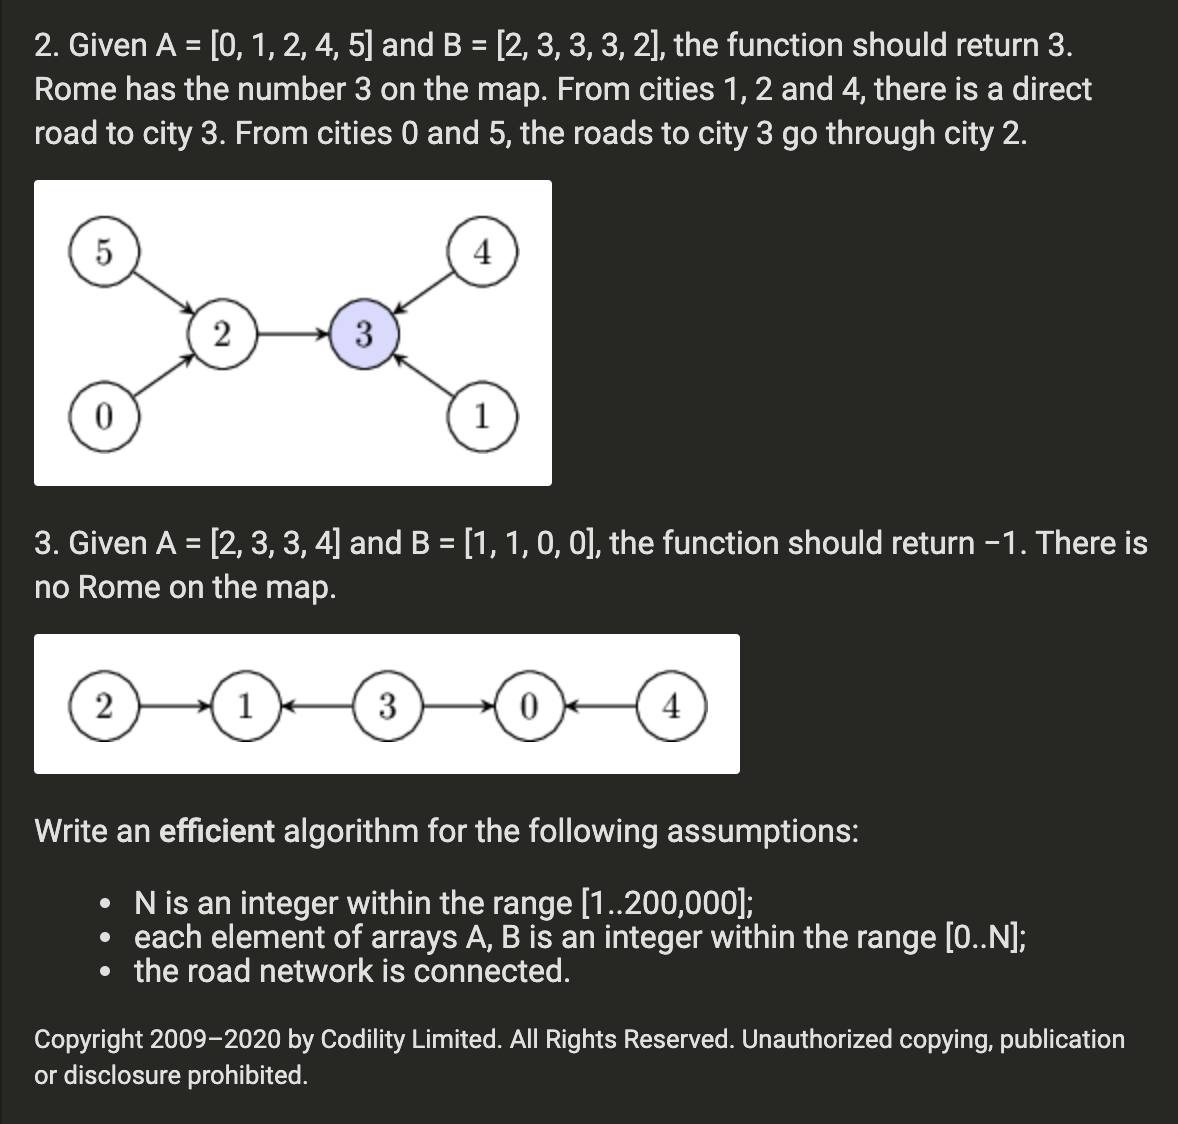 2. Given A = [0, 1, 2, 4, 5] and B = [2, 3, 3, 3, 2], the function should return 3.
Rome has the number 3 on the map. From cities 1, 2 and 4, there is a direct
road to city 3. From cities 0 and 5, the roads to city 3 go through city 2.
5 4
2 3
0 1
3. Given A = [2, 3, 3, 4] and B = [1, 1, 0, 0], the function should return −1. There is
no Rome on the map.
2 1 3 0 4
Write an efficient algorithm for the following assumptions:
• N is an integer within the range [1..200,000];
• each element of arrays A, B is an integer within the range [0..N];
• the road network is connected.
Copyright 2009–2020 by Codility Limited. All Rights Reserved. Unauthorized copying, publication
or disclosure prohibited.